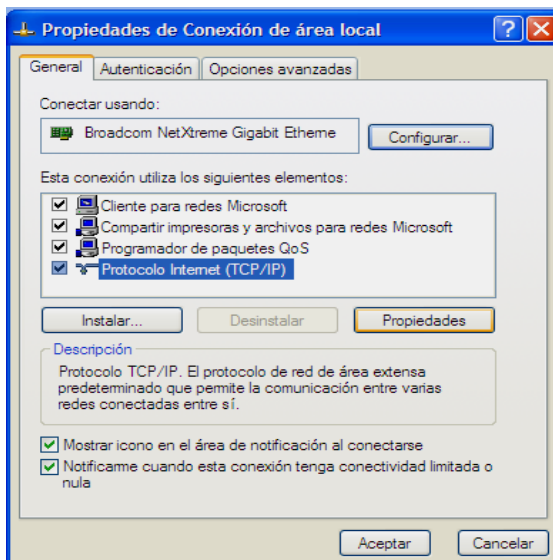 Propiedades de Conexión de área local
General
Autenticación
Opciones avanzadas
Conectar usando:
Broadcom NetXtreme Gigabit Etherne
Configurar...
Esta conexión utiliza los siguientes elementos:
Cliente para redes Microsoft
Compartir impresoras y archivos para redes Microsoft
Programador de paquetes QoS
Protocolo Internet (TCP/IP)
Instalar...
Desinstalar
Propiedades
Descripción
Protocolo TCP/IP. El protocolo de red de área extensa
predeterminado que permite la comunicación entre varias
redes conectadas entre sí.
Mostrar icono en el área de notificación al conectarse
Notificarme cuando esta conexión tenga conectividad limitada o
nula
Aceptar
Cancelar